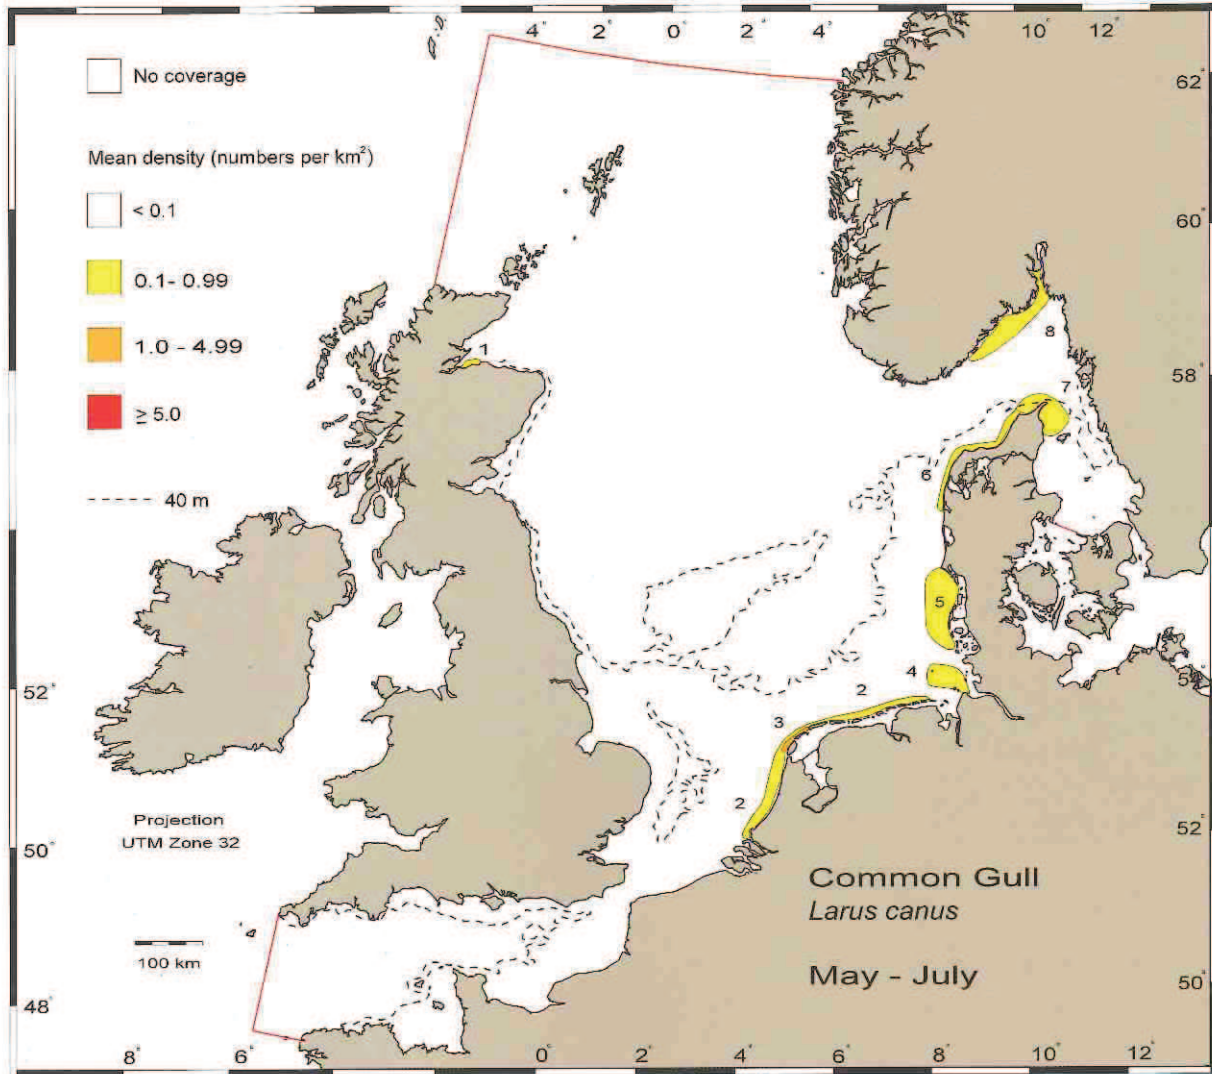 4° 2° 0° 2° 4° 10° 12°
No coverage
Mean density (numbers per km²)
< 0.1
0.1- 0.99
1.0 - 4.99
≥ 5.0
40 m
62°
60°
58°
8
1
7
6
5
4
2
3
2
52°
52°
52°
50°
50°
48°
Projection
UTM Zone 32
100 km
Common Gull
Larus canus
May - July
8° 6° 0° 2° 4° 6° 8° 10° 12°